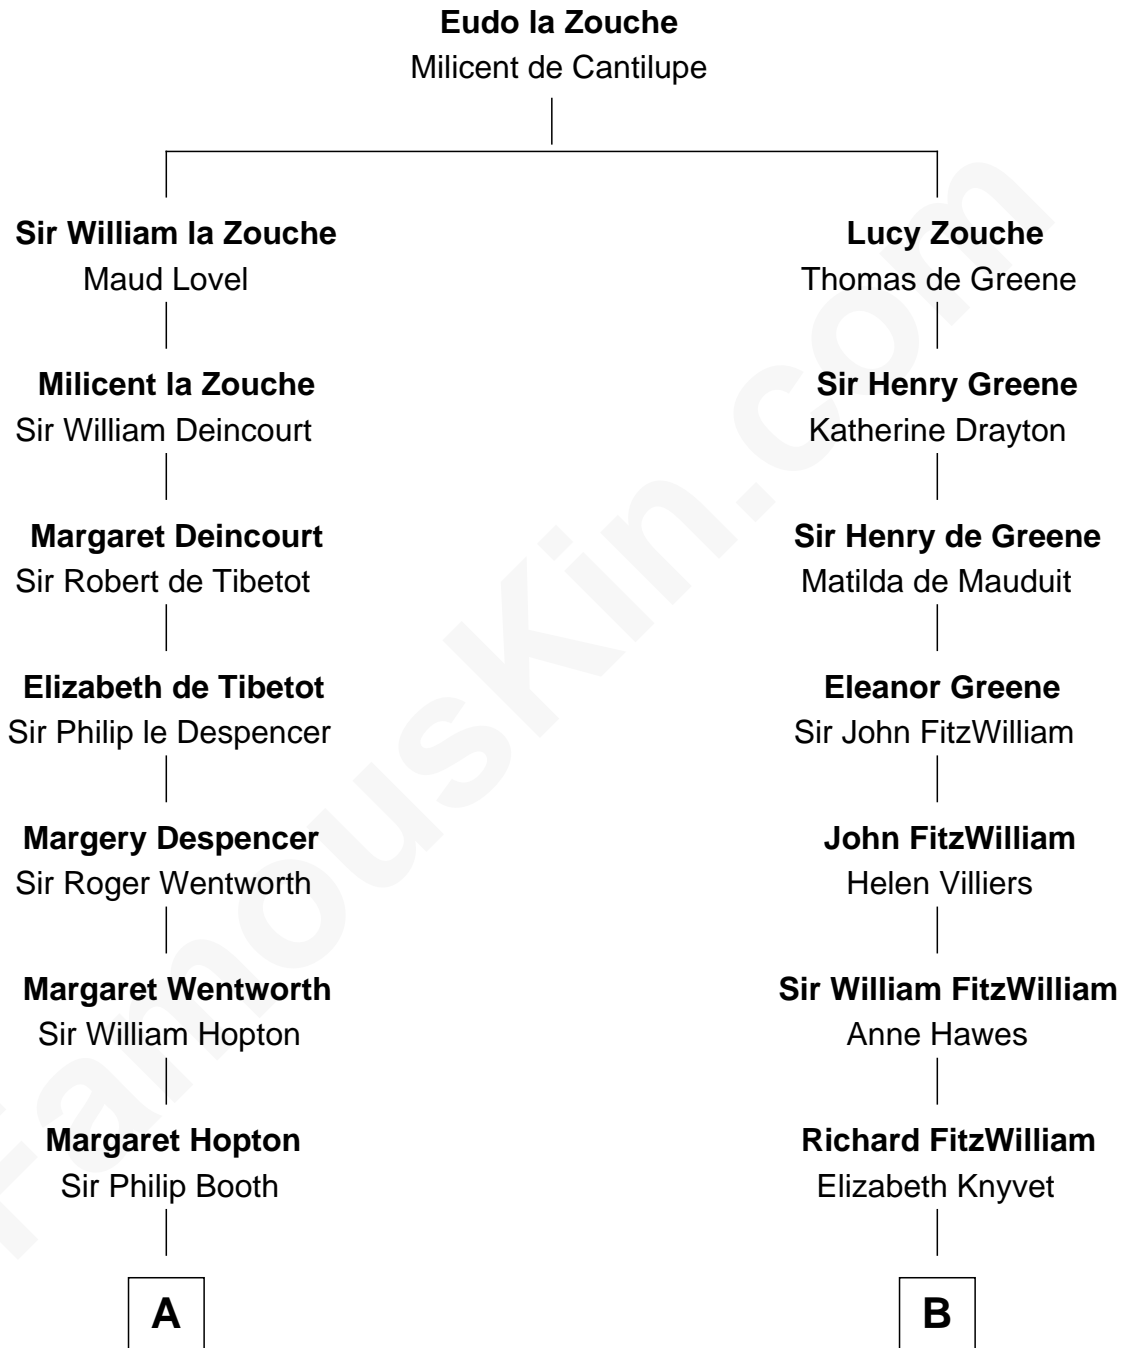 Eudo la Zouche
Milicent de Cantilupe
Sir William la Zouche
Maud Lovel
Lucy Zouche
Thomas de Greene
Milicent la Zouche
Sir William Deincourt
Sir Henry Greene
Katherine Drayton
Margaret Deincourt
Sir Robert de Tibetot
Sir Henry de Greene
Matilda de Mauduit
Elizabeth de Tibetot
Sir Philip le Despencer
Eleanor Greene
Sir John FitzWilliam
Margery Despencer
Sir Roger Wentworth
John FitzWilliam
Helen Villiers
Margaret Wentworth
Sir William Hopton
Sir William FitzWilliam
Anne Hawes
Margaret Hopton
Sir Philip Booth
Richard FitzWilliam
Elizabeth Knyvet
A
B
FamousKin.com